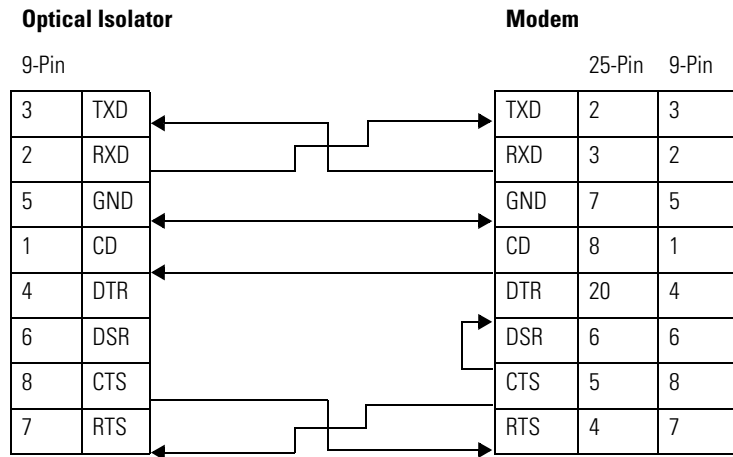 Optical Isolator Modem
9-Pin 25-Pin 9-Pin
3 TXD TXD 2 3
2 RXD RXD 3 2
5 GND GND 7 5
1 CD CD 8 1
4 DTR DTR 20 4
6 DSR DSR 6 6
8 CTS CTS 5 8
7 RTS RTS 4 7